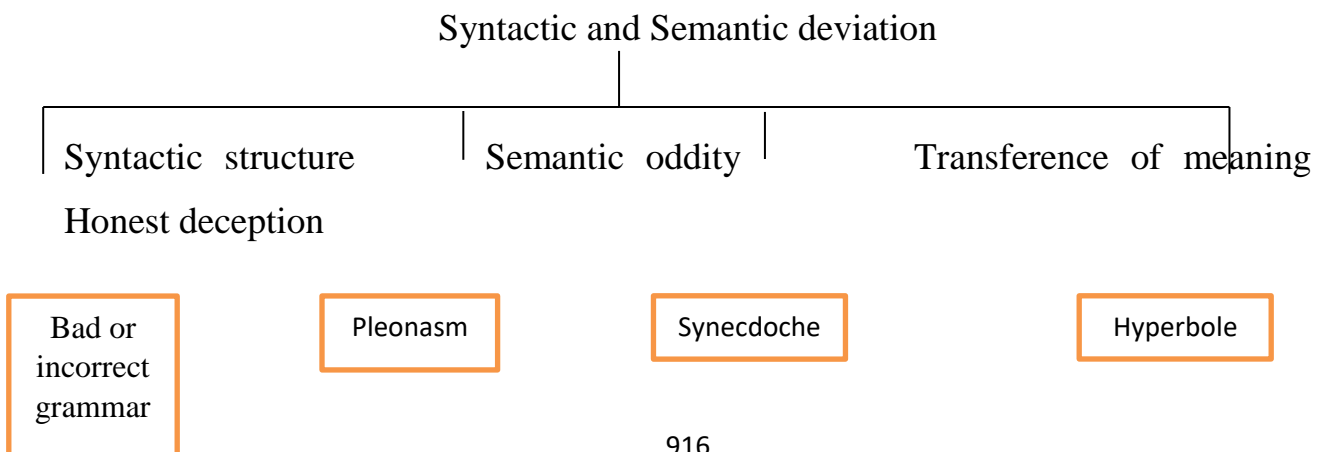 Syntactic and Semantic deviation
Syntactic structure Semantic oddity Transference of meaning
Honest deception
Bad or
incorrect
grammar
Pleonasm
Synecdoche
Hyperbole
916